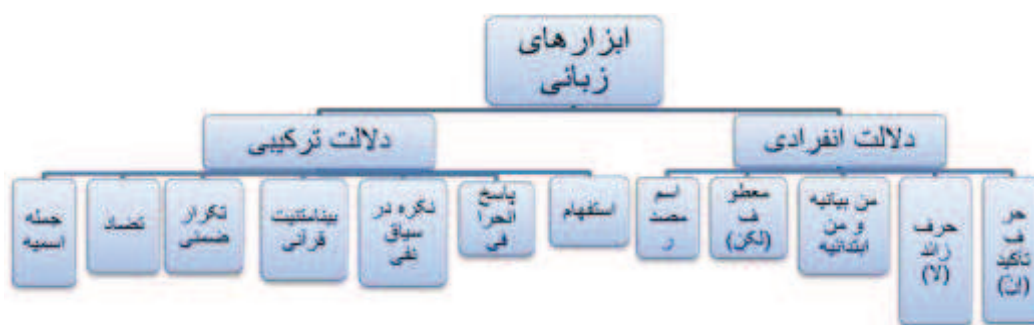 ابزارهای
زبانی
دلالت انفرادی
دلالت ترکیبی
حر
ف
تاکید
(ک)
حرف
زائد
(لا)
من بیانیه
و من
ابتدائیه
معطو
ف
(لکن)
اسم
مصد
ر
استفهام
پاسخ
انحرا
فی
نکره در
سیاق
نفی
بینامتنیت
قرآنی
تکرار
ضمنی
تضاد
جمله
اسمیه